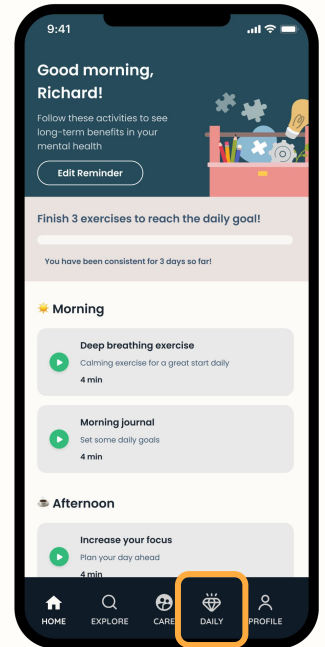 9:41
Good morning,
Richard!
Follow these activities to see
long-term benefits in your
mental health
Edit Reminder
Finish 3 exercises to reach the daily goal!
You have been consistent for 3 days so far!
Morning
Deep breathing exercise
Calming exercise for a great start daily
4 min
Morning journal
Set some daily goals
4 min
Afternoon
Increase your focus
Plan your day ahead
4 min
HOME EXPLORE CARE DAILY PROFILE